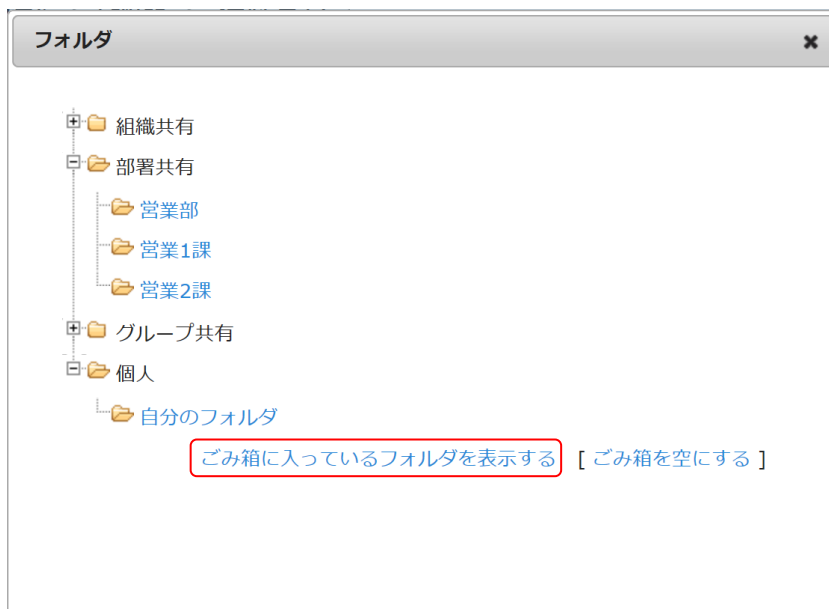 フォルダ
組織共有
部署共有
営業部
営業1課
営業2課
グループ共有
個人
自分のフォルダ
ごみ箱に入っているフォルダを表示する [ ごみ箱を空にする ]